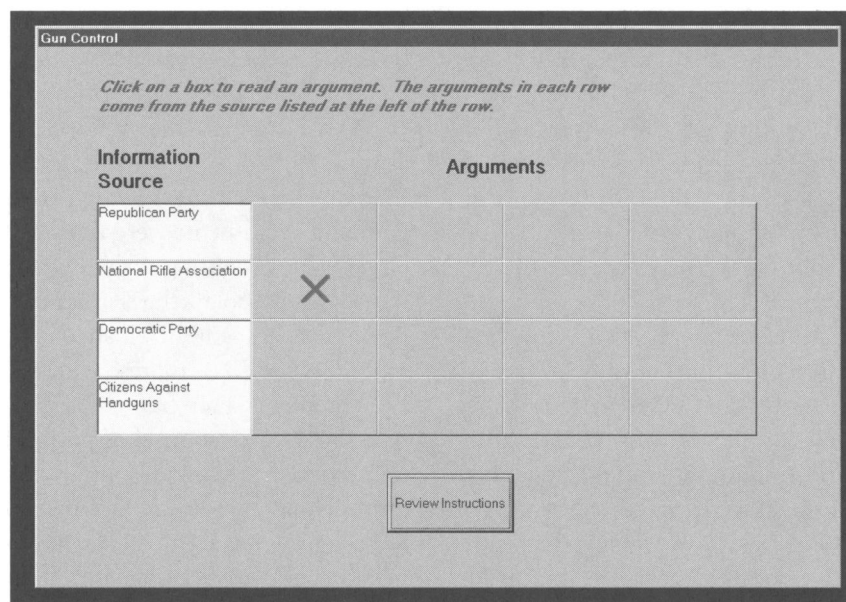 Gun Control
Click on a box to read an argument. The arguments in each row
come from the source listed at the left of the row.
Information
Source
Arguments
Republican Party
National Rifle Association
Democratic Party
Citizens Against
Handguns
Review Instructions